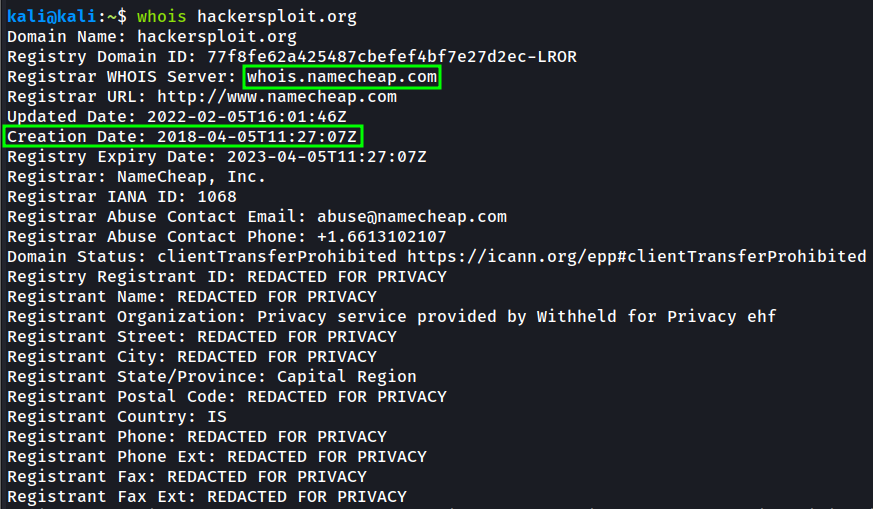 kali@kali:~$ whois hackersploit.org
Domain Name: hackersploit.org
Registry Domain ID: 77f8fe62a425487cbefef4bf7e27d2ec-LROR
Registrar WHOIS Server: whois.namecheap.com
Registrar URL: http://www.namecheap.com
Updated Date: 2022-02-05T16:01:46Z
Creation Date: 2018-04-05T11:27:07Z
Registry Expiry Date: 2023-04-05T11:27:07Z
Registrar: NameCheap, Inc.
Registrar IANA ID: 1068
Registrar Abuse Contact Email: abuse@namecheap.com
Registrar Abuse Contact Phone: +1.6613102107
Domain Status: clientTransferProhibited https://icann.org/epp#clientTransferProhibited
Registry Registrant ID: REDACTED FOR PRIVACY
Registrant Name: REDACTED FOR PRIVACY
Registrant Organization: Privacy service provided by Withheld for Privacy ehf
Registrant Street: REDACTED FOR PRIVACY
Registrant City: REDACTED FOR PRIVACY
Registrant State/Province: Capital Region
Registrant Postal Code: REDACTED FOR PRIVACY
Registrant Country: IS
Registrant Phone: REDACTED FOR PRIVACY
Registrant Phone Ext: REDACTED FOR PRIVACY
Registrant Fax: REDACTED FOR PRIVACY
Registrant Fax Ext: REDACTED FOR PRIVACY